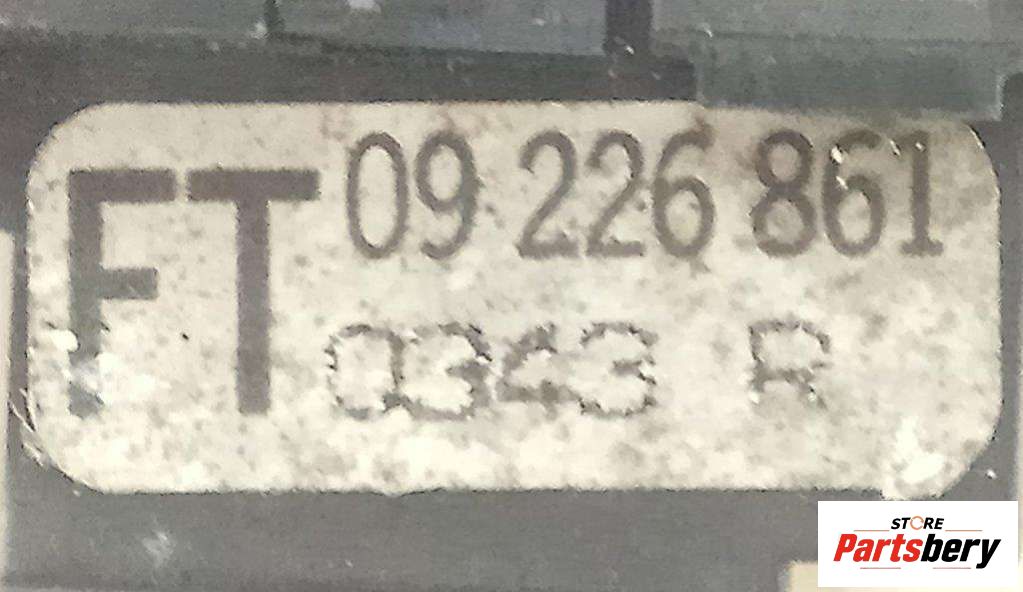 FT 09 226 861
0343 R
STORE
Partsbery